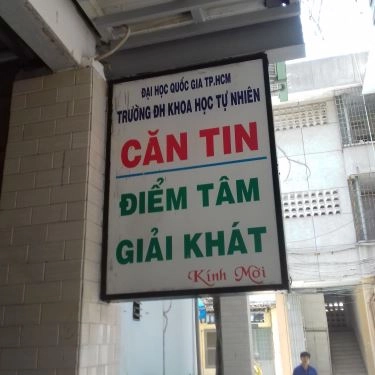 ĐẠI HỌC QUỐC GIA TP.HCM
TRƯỜNG ĐH KHOA HỌC TỰ NHIÊN
CĂN TIN
ĐIỂM TÂM
GIẢI KHÁT
Kính Mời